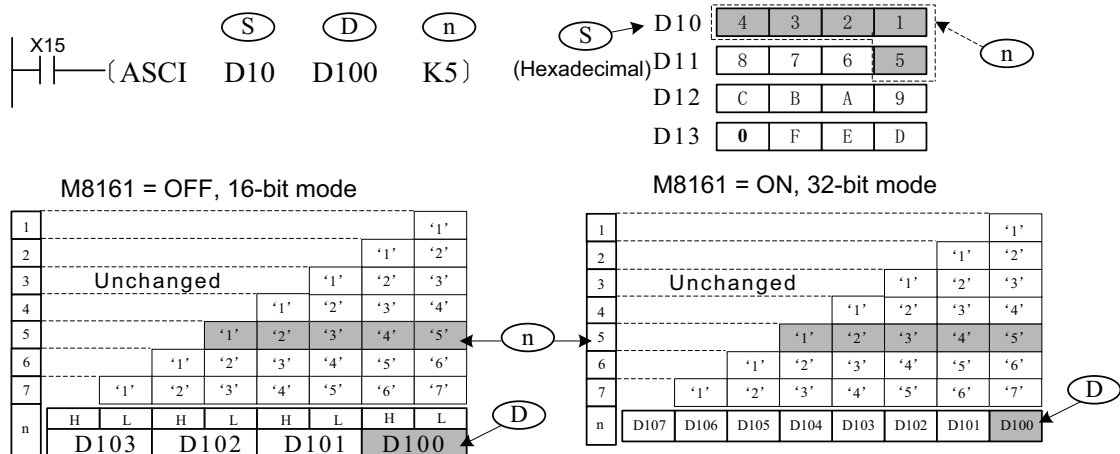 S D n
X15
(ASCI D10 D100 K5)
S
(Hexadecimal)
D10 4 3 2 1
D11 8 7 6 5
D12 C B A 9
D13 0 F E D
n
M8161 = OFF, 16-bit mode
1 ‘1’
2 ‘1’ ‘2’
3 Unchanged ‘1’ ‘2’ ‘3’
4 ‘1’ ‘2’ ‘3’ ‘4’
5 ‘1’ ‘2’ ‘3’ ‘4’ ‘5’
6 ‘1’ ‘2’ ‘3’ ‘4’ ‘5’ ‘6’
7 ‘1’ ‘2’ ‘3’ ‘4’ ‘5’ ‘6’ ‘7’
n H L H L H L H L
D103 D102 D101 D100
D
n
M8161 = ON, 32-bit mode
1 ‘1’
2 ‘1’ ‘2’
3 Unchanged ‘1’ ‘2’ ‘3’
4 ‘1’ ‘2’ ‘3’ ‘4’
5 ‘1’ ‘2’ ‘3’ ‘4’ ‘5’
6 ‘1’ ‘2’ ‘3’ ‘4’ ‘5’ ‘6’
7 ‘1’ ‘2’ ‘3’ ‘4’ ‘5’ ‘6’ ‘7’
n D107 D106 D105 D104 D103 D102 D101 D100
D